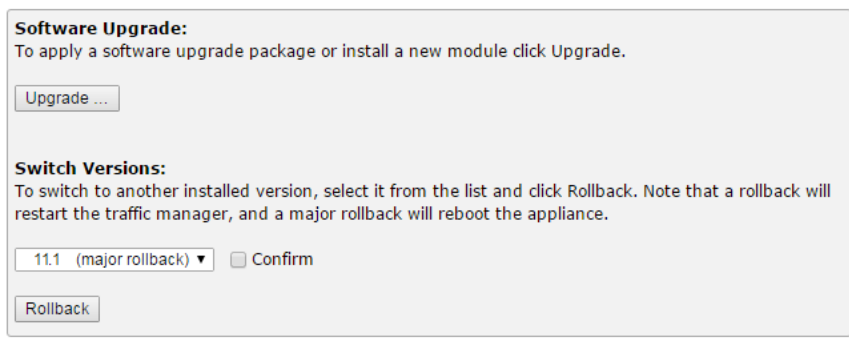 Software Upgrade:
To apply a software upgrade package or install a new module click Upgrade.
Upgrade ...
Switch Versions:
To switch to another installed version, select it from the list and click Rollback. Note that a rollback will
restart the traffic manager, and a major rollback will reboot the appliance.
11.1 (major rollback) ▼ Confirm
Rollback